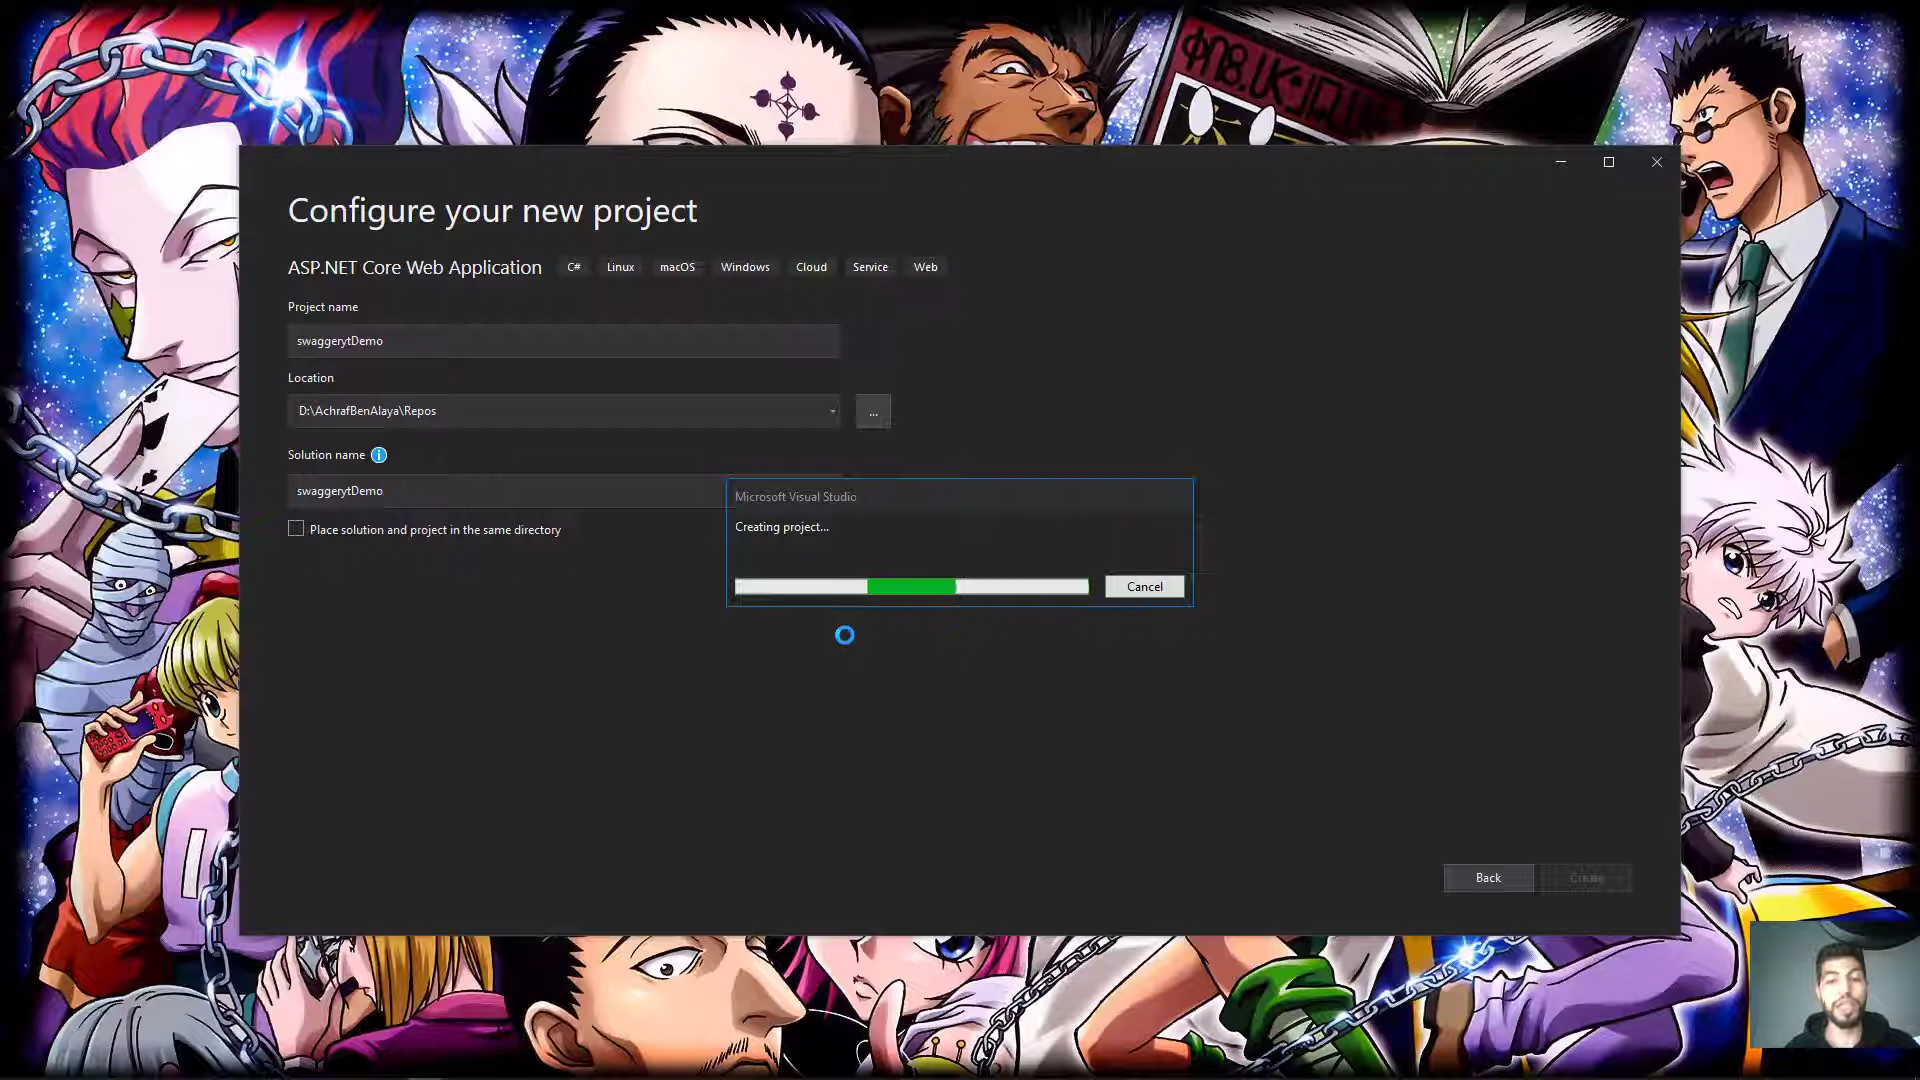 Configure your new project
ASP.NET Core Web Application C# Linux macOS Windows Cloud Service Web
Project name
swaggerytDemo
Location
D:\AchrafBenAlaya\Repos
...
Solution name
swaggerytDemo
Place solution and project in the same directory
Microsoft Visual Studio
Creating project...
Cancel
Back
Create